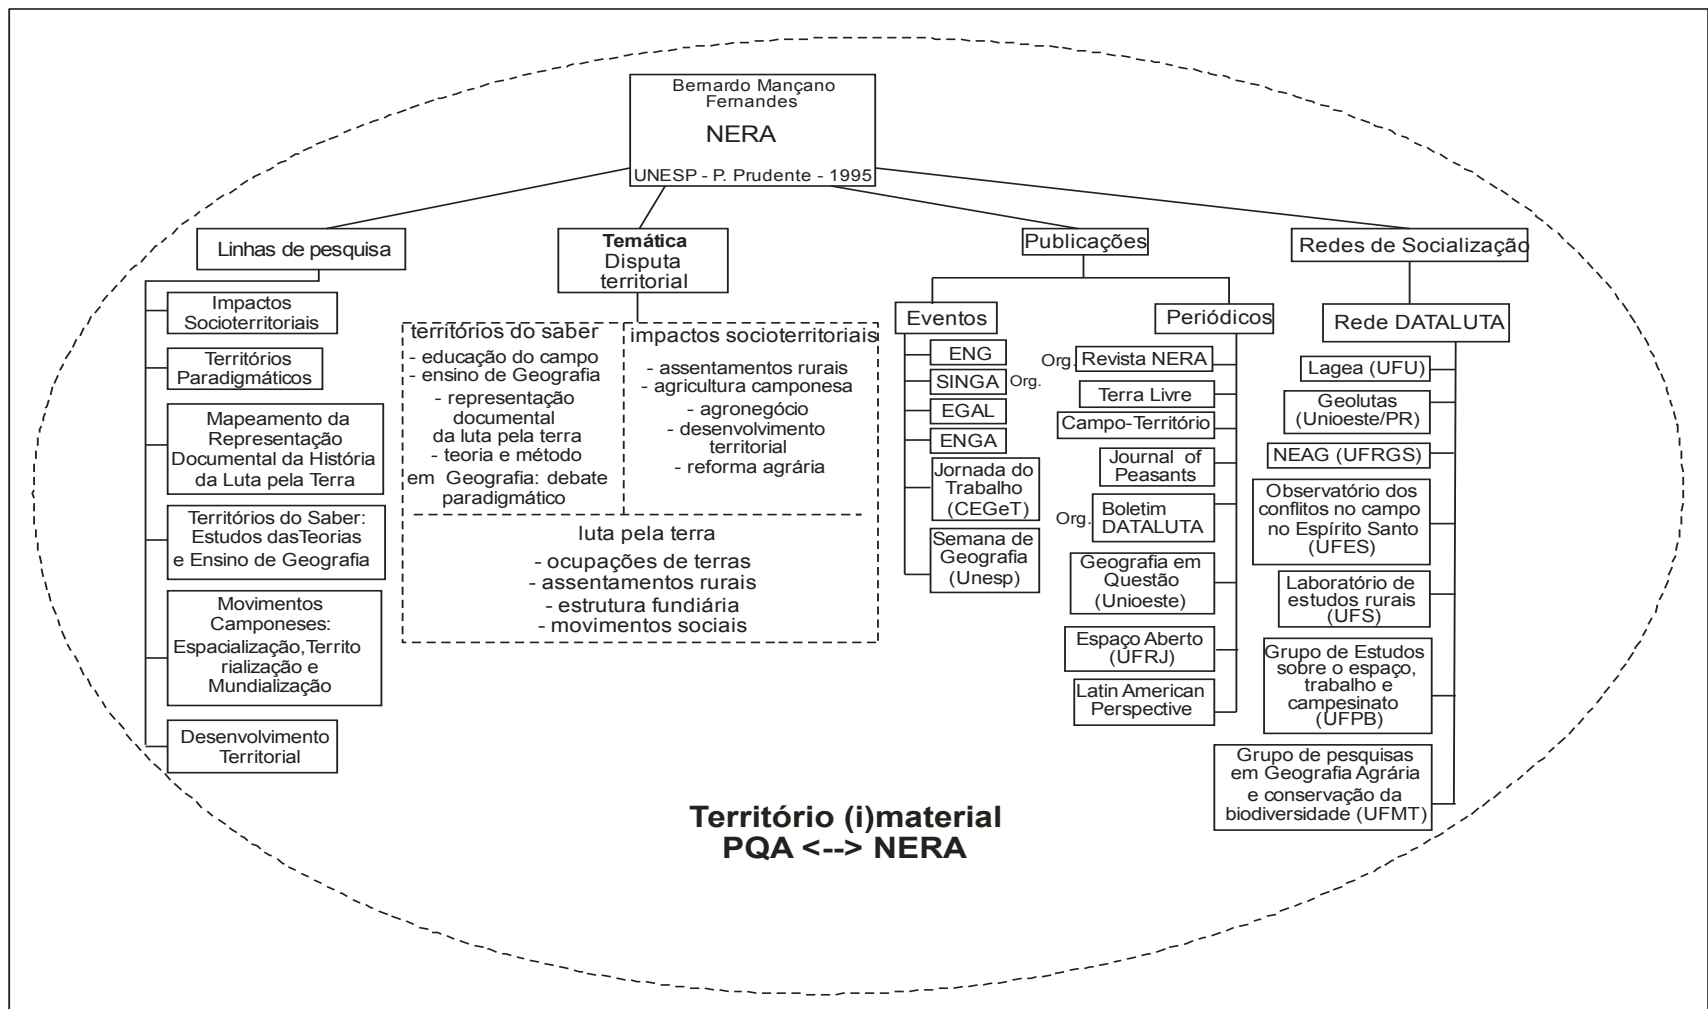 Bernardo Mançano
Fernandes
NERA
UNESP - P. Prudente - 1995
Linhas de pesquisa
Impactos
Socioterritoriais
Territórios
Paradigmáticos
Mapeamento da
Representação
Documental da História
da Luta pela Terra
Territórios do Saber:
Estudos dasTeorias
e Ensino de Geografia
Movimentos
Camponeses:
Espacialização,Territo
rialização e
Mundialização
Desenvolvimento
Territorial
Temática
Disputa
territorial
territórios do saber
- educação do campo
- ensino de Geografia
- representação
documental
da luta pela terra
- teoria e método
em Geografia: debate
paradigmático
impactos socioterritoriais
- assentamentos rurais
- agricultura camponesa
- agronegócio
- desenvolvimento
territorial
- reforma agrária
luta pela terra
- ocupações de terras
- assentamentos rurais
- estrutura fundiária
- movimentos sociais
Publicações
Eventos
ENG
SINGA Org.
EGAL
ENGA
Jornada do
Trabalho
(CEGeT)
Semana de
Geografia
(Unesp)
Periódicos
Org. Revista NERA
Terra Livre
Campo-Território
Journal of
Peasants
Org. Boletim
DATALUTA
Geografia em
Questão
(Unioeste)
Espaço Aberto
(UFRJ)
Latin American
Perspective
Redes de Socialização
Rede DATALUTA
Lagea (UFU)
Geolutas
(Unioeste/PR)
NEAG (UFRGS)
Observatório dos
conflitos no campo
no Espírito Santo
(UFES)
Laboratório de
estudos rurais
(UFS)
Grupo de Estudos
sobre o espaço,
trabalho e
campesinato
(UFPB)
Grupo de pesquisas
em Geografia Agrária
e conservação da
biodiversidade (UFMT)
Território (i)material
PQA <--> NERA